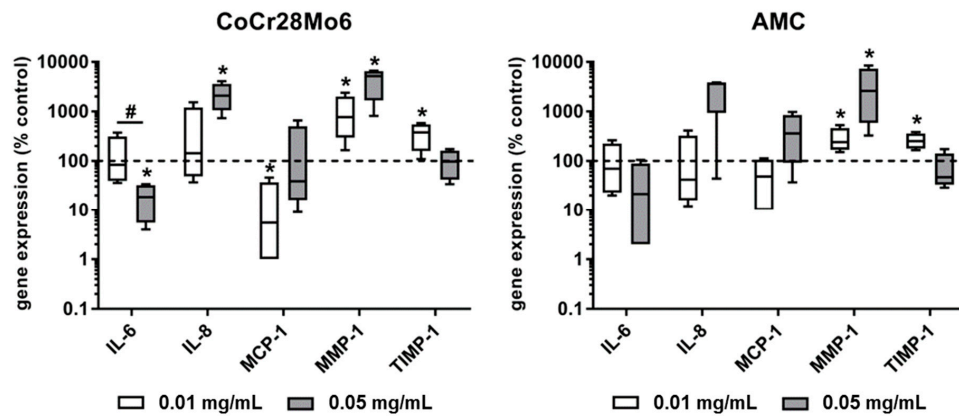 CoCr28Mo6
gene expression (% control)
10000
1000
100
10
1
0.1
#
*
*
*
*
*
*
IL-6
IL-8
MCP-1
MMP-1
TIMP-1
0.01 mg/mL
0.05 mg/mL
AMC
gene expression (% control)
10000
1000
100
10
1
0.1
*
*
*
IL-6
IL-8
MCP-1
MMP-1
TIMP-1
0.01 mg/mL
0.05 mg/mL